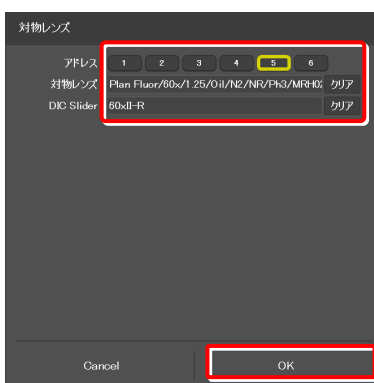 対物レンズ
アドレス 1 2 3 4 5 6
対物レンズ Plan Fluor/60x/1.25/Oil/N2/NR/Ph3/MRH0 クリア
DIC Slider 60xII-R クリア
Cancel OK